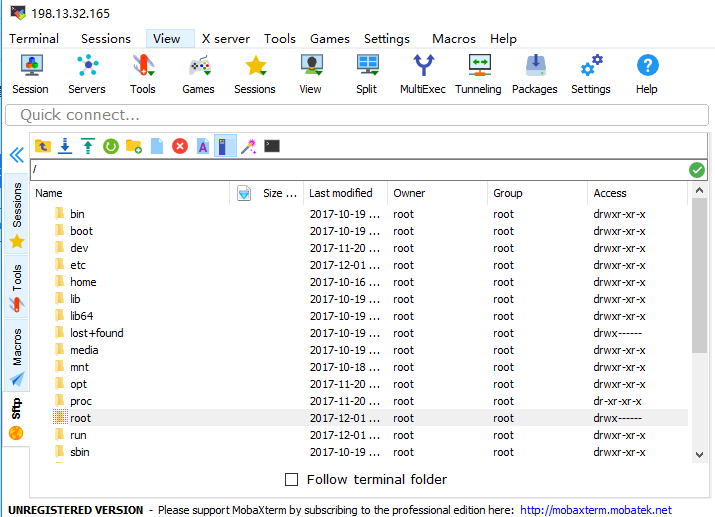 198.13.32.165
Terminal Sessions View X server Tools Games Settings Macros Help
Session Servers Tools Games Sessions View Split MultiExec Tunneling Packages Settings Help
Quick connect...
/
Name Size ... Last modified Owner Group Access
bin 2017-10-19 ... root root drwxr-xr-x
boot 2017-10-19 ... root root drwxr-xr-x
dev 2017-11-20 ... root root drwxr-xr-x
etc 2017-12-01 ... root root drwxr-xr-x
home 2017-10-16 ... root root drwxr-xr-x
lib 2017-10-19 ... root root drwxr-xr-x
lib64 2017-10-19 ... root root drwxr-xr-x
lost+found 2017-10-19 ... root root drwx------
media 2017-10-19 ... root root drwxr-xr-x
mnt 2017-10-18 ... root root drwxr-xr-x
opt 2017-11-20 ... root root drwxr-xr-x
proc 2017-11-20 ... root root dr-xr-xr-x
root 2017-12-01 ... root root drwx------
run 2017-12-01 ... root root drwxr-xr-x
sbin 2017-10-19 ... root root drwxr-xr-x
Sessions
Tools
Macros
Sftp
Follow terminal folder
UNREGISTERED VERSION - Please support MobaXterm by subscribing to the professional edition here: http://mobaxterm.mobatek.net